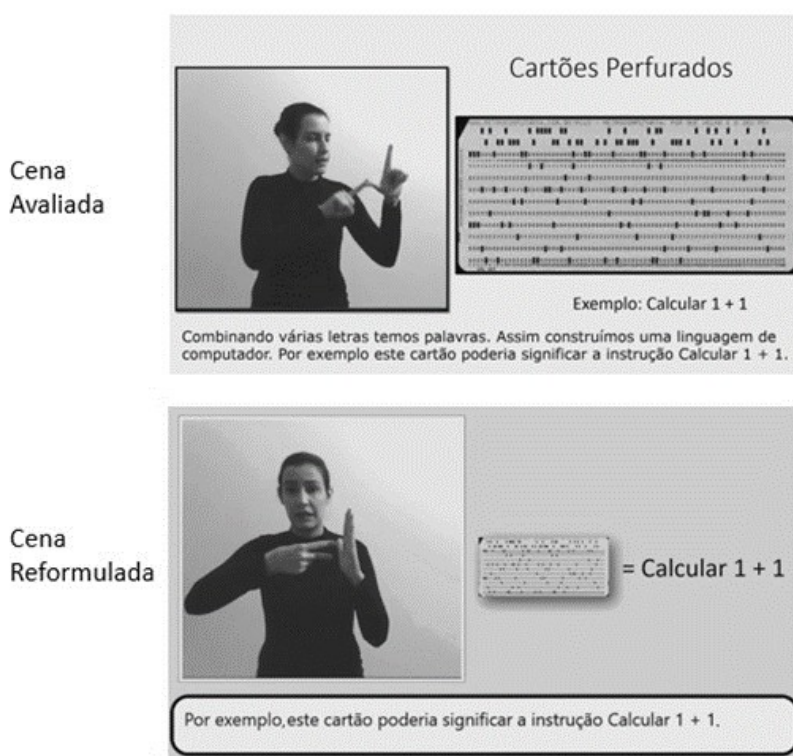 Cena
Avaliada
Cartões Perfurados
Exemplo: Calcular 1 + 1
Combinando várias letras temos palavras. Assim construímos uma linguagem de
computador. Por exemplo este cartão poderia significar a instrução Calcular 1 + 1.
Cena
Reformulada
= Calcular 1 + 1
Por exemplo,este cartão poderia significar a instrução Calcular 1 + 1.